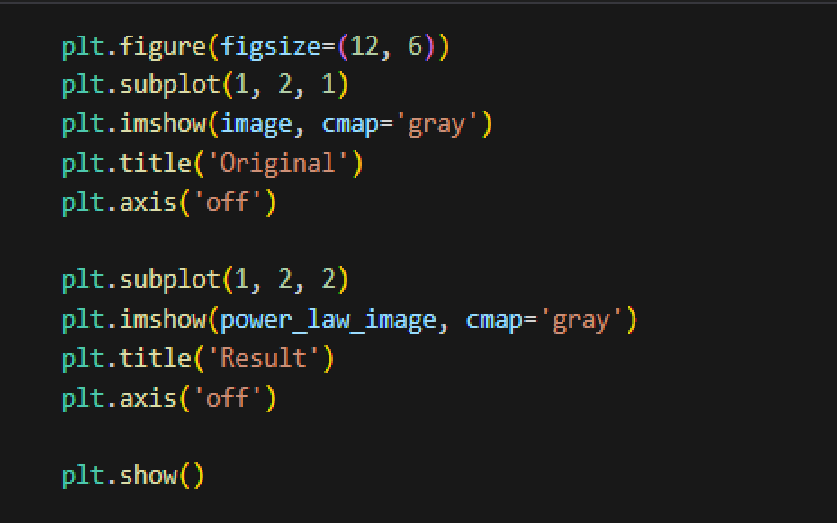 plt.figure(figsize=(12, 6))
plt.subplot(1, 2, 1)
plt.imshow(image, cmap='gray')
plt.title('Original')
plt.axis('off')
plt.subplot(1, 2, 2)
plt.imshow(power_law_image, cmap='gray')
plt.title('Result')
plt.axis('off')
plt.show()